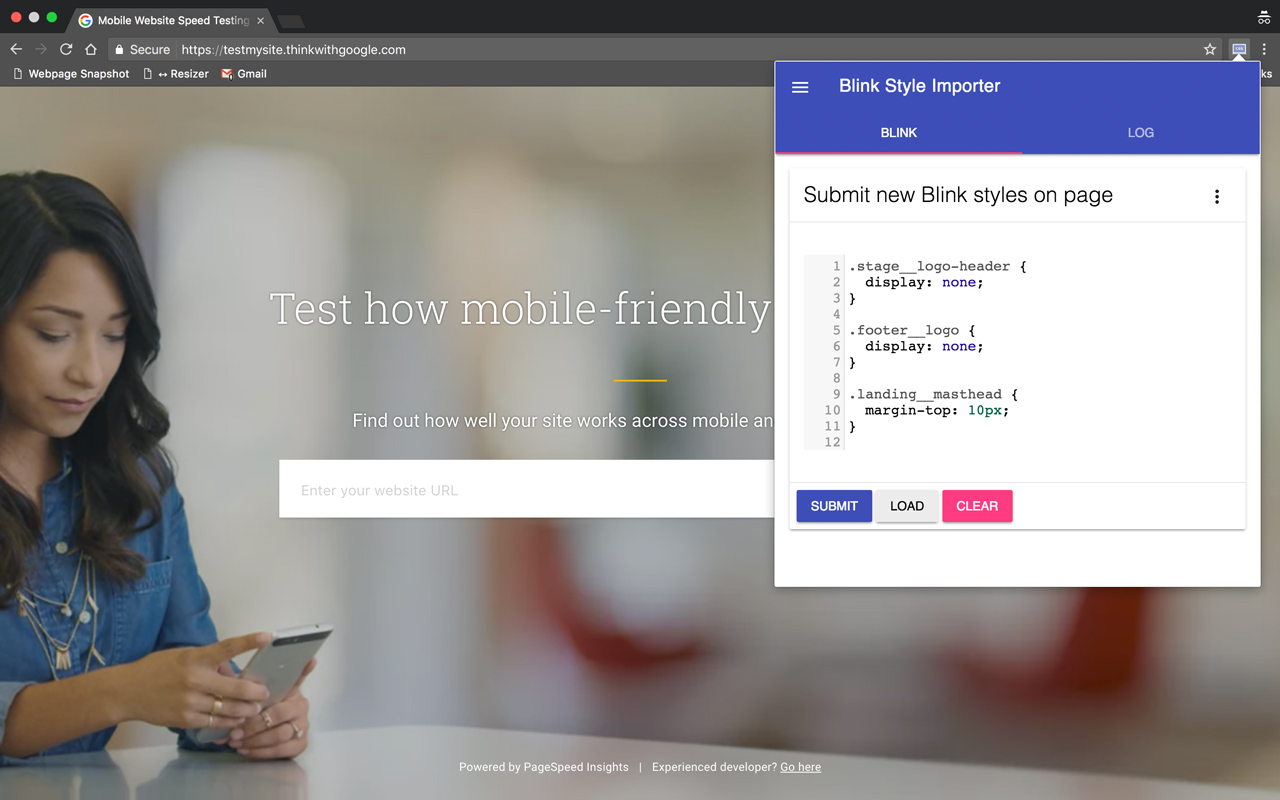 Mobile Website Speed Testing
Secure https://testmysite.thinkwithgoogle.com
Webpage Snapshot ↔ Resizer Gmail
ks
Blink Style Importer
BLINK LOG
Submit new Blink styles on page
1 .stage__logo-header {
2 display: none;
3 }
4
5 .footer__logo {
6 display: none;
7 }
8
9 .landing__masthead {
10 margin-top: 10px;
11 }
12
SUBMIT LOAD CLEAR
Test how mobile-friendly
Find out how well your site works across mobile an
Enter your website URL
Powered by PageSpeed Insights | Experienced developer? Go here